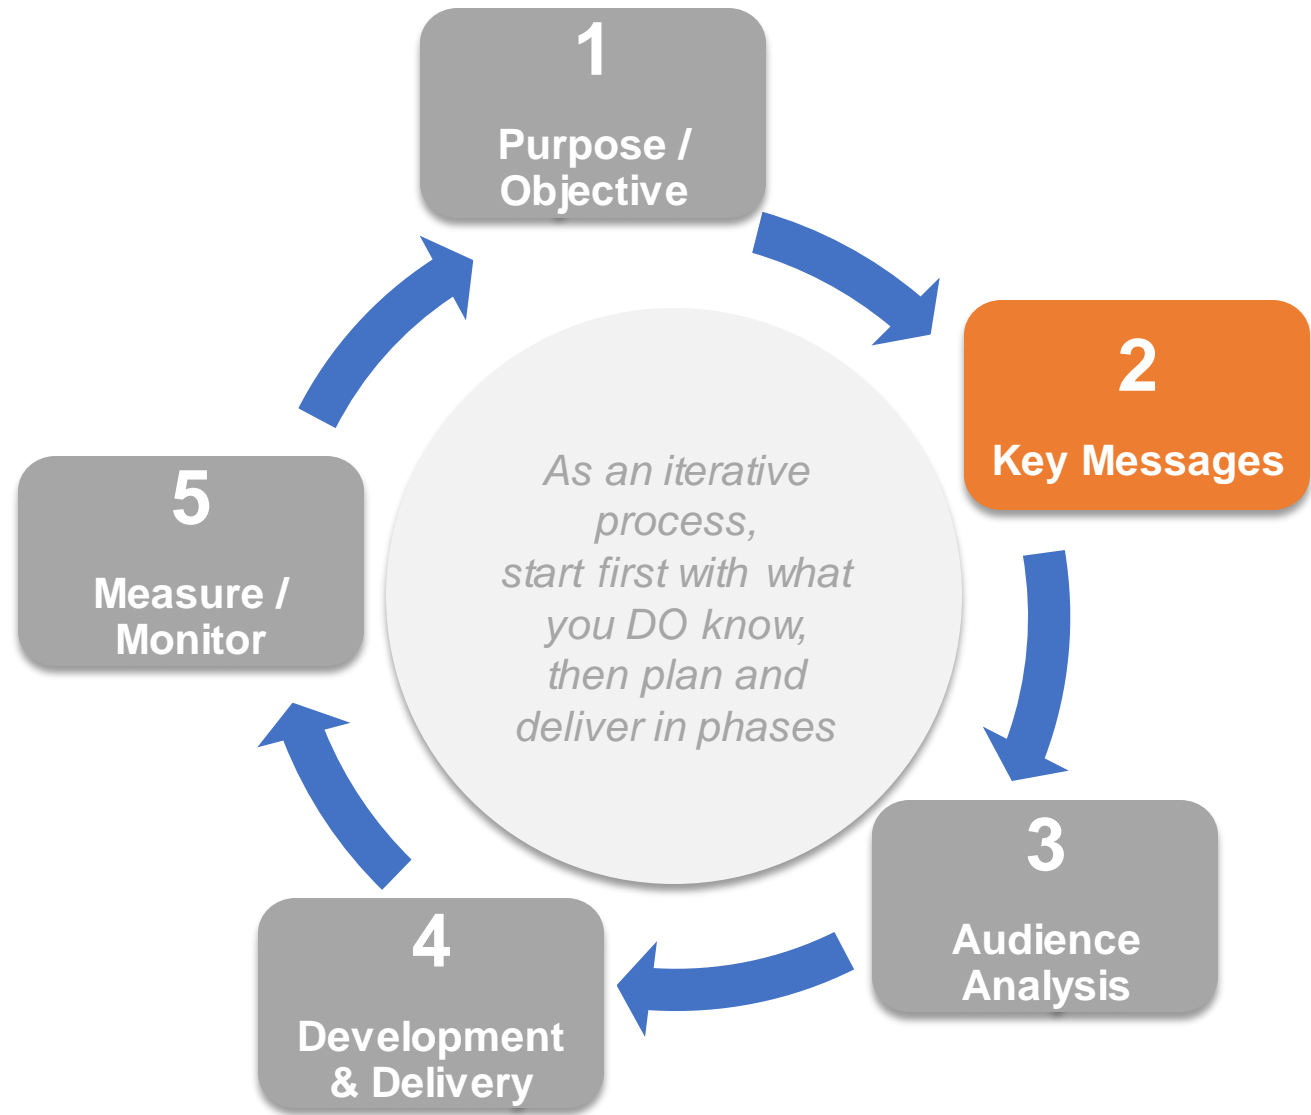 1
Purpose /
Objective
2
Key Messages
3
Audience
Analysis
4
Development
& Delivery
5
Measure /
Monitor
As an iterative
process,
start first with what
you DO know,
then plan and
deliver in phases